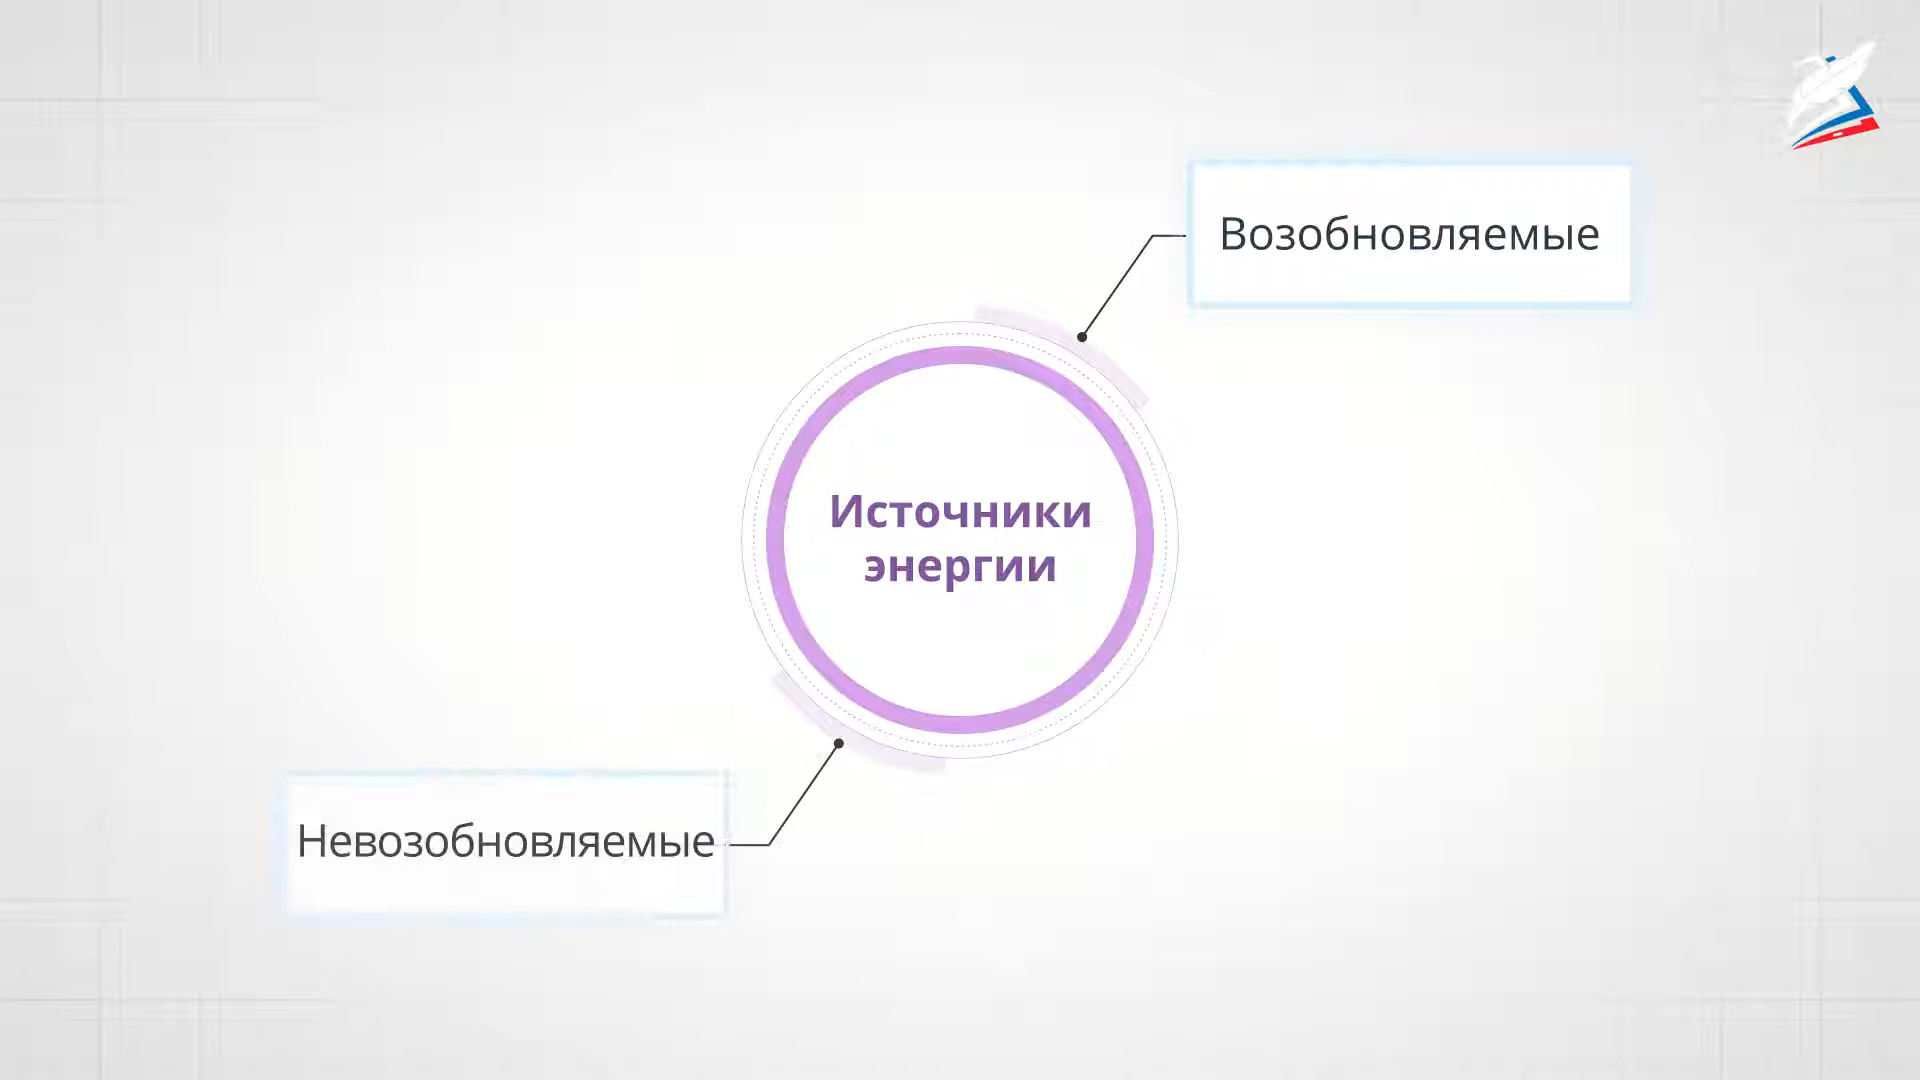 Возобновляемые
Источники
энергии
Невозобновляемые